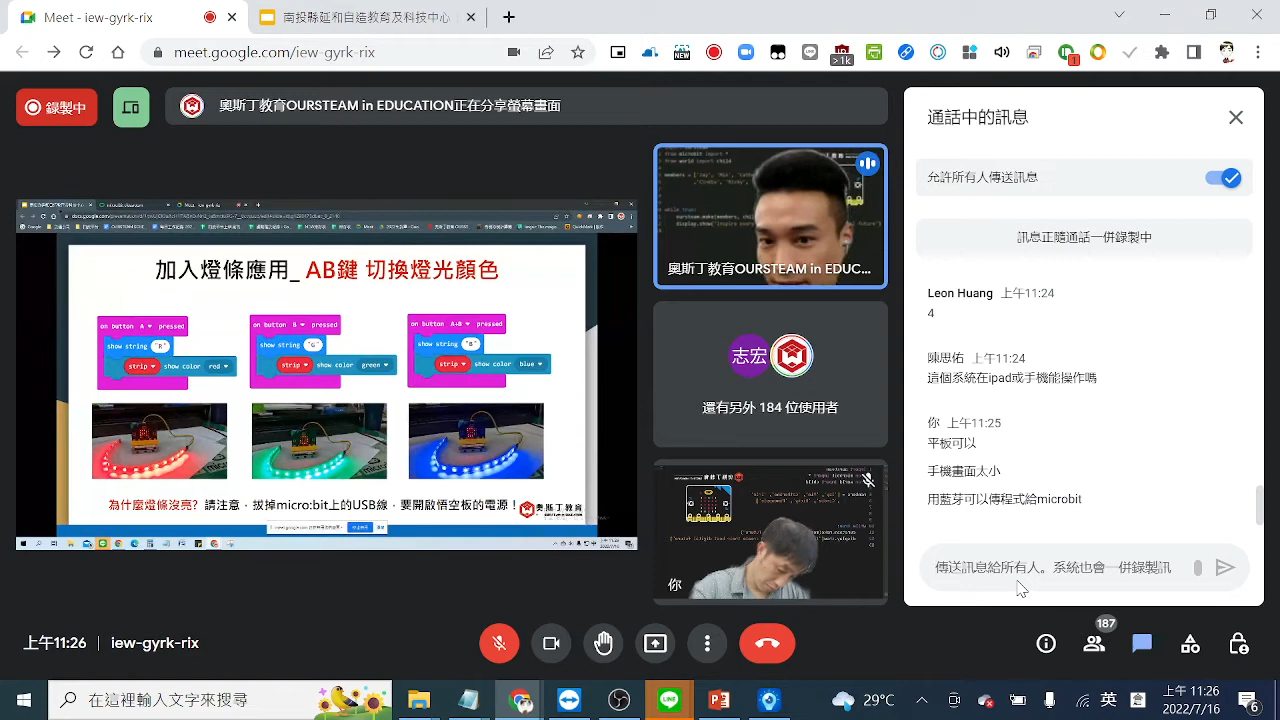 Meet - iew-gyrk-rix
南投縣延和自造教育及科技中心
meet.google.com/iew-gyrk-rix
NEW
>1k
1
錄製中
奧斯丁教育OURSTEAM in EDUCATION正在分享螢幕畫面
加入燈條應用_ AB鍵 切換燈光顏色
on button A pressed
show string "R"
strip show color red
on button B pressed
show string "G"
strip show color green
on button A+B pressed
show string "B"
strip show color blue
為什麼燈條沒亮? 請注意，拔掉micro:bit上的USB線，要開啟悟空板的電源！
奧斯丁教育
奧斯丁教育OURSTEAM in EDUC...
志宏
還有另外 184 位使用者
你
通話中的訊息
允許所有人傳送訊息
訊息正隨通話一併錄製中
Leon Huang 上午11:24
4
陳思佑 上午11:24
這個系統在ipad或手機能操作嗎
你 上午11:25
平板可以
手機畫面太小
用藍芽可以傳程式給microbit
傳送訊息給所有人。系統也會一併錄製訊
上午11:26
iew-gyrk-rix
187
在這裡輸入文字來搜尋
29°C
上午 11:26
2022/7/16
6